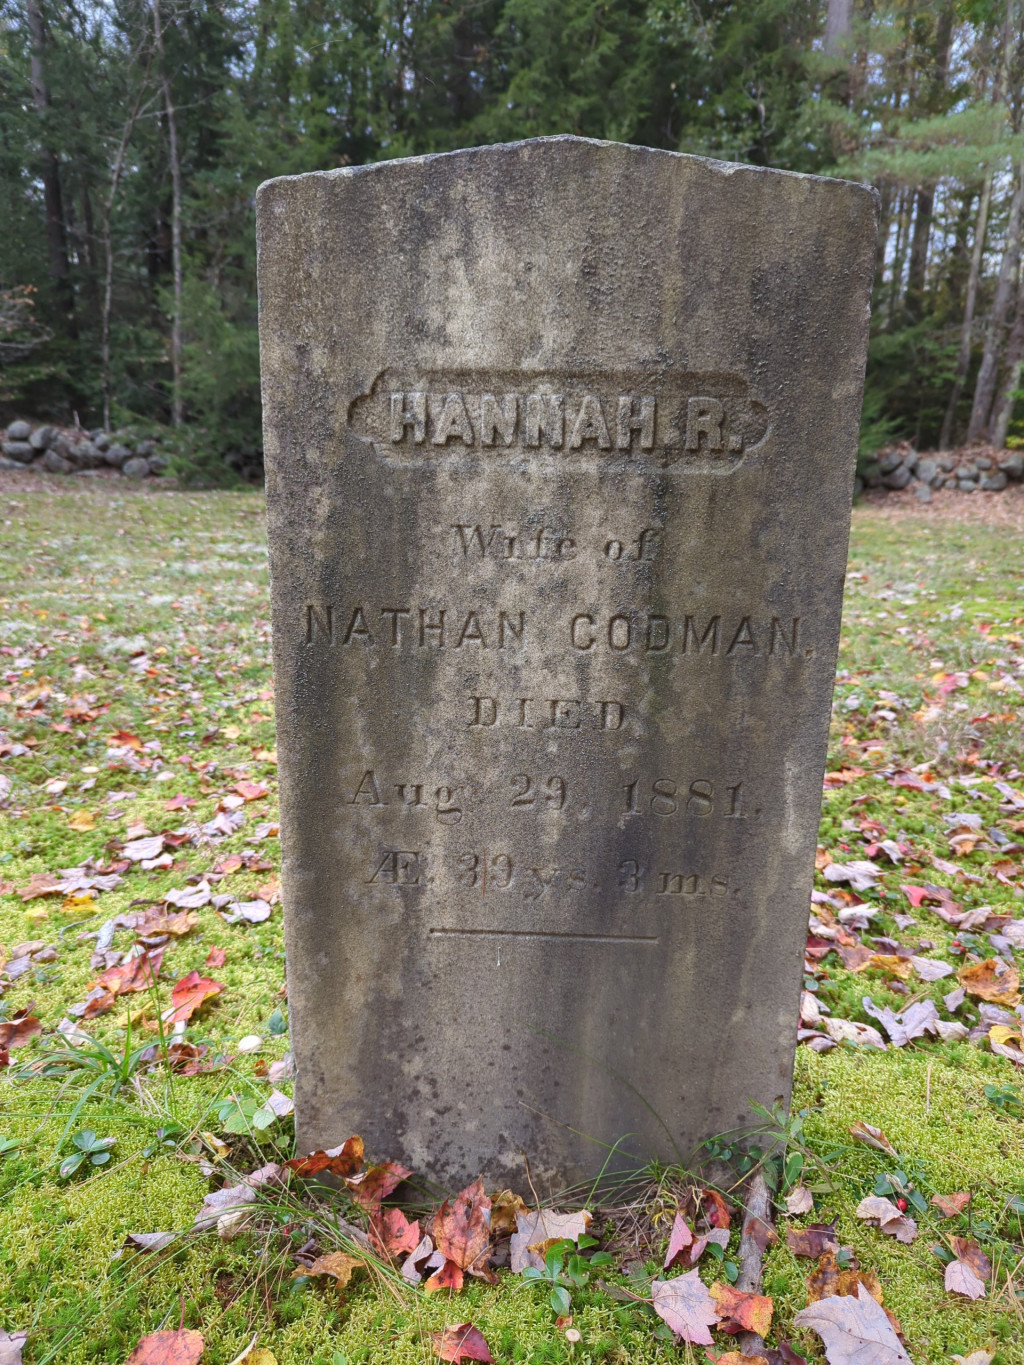 HANNAH R.
Wife of
NATHAN CODMAN.
DIED
Aug 29, 1881.
Æ. 39 ys. 3 ms.